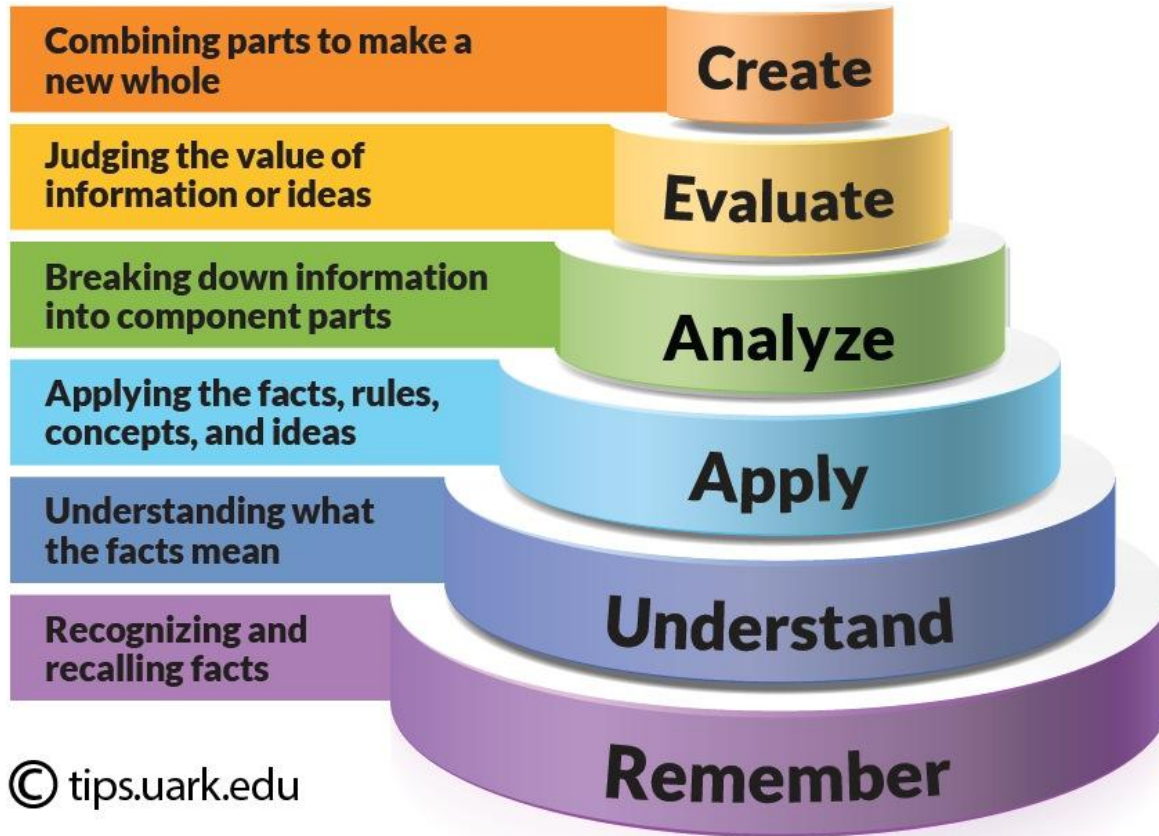 Combining parts to make a
new whole
Create
Judging the value of
information or ideas
Evaluate
Breaking down information
into component parts
Analyze
Applying the facts, rules,
concepts, and ideas
Apply
Understanding what
the facts mean
Understand
Recognizing and
recalling facts
Remember
© tips.uark.edu